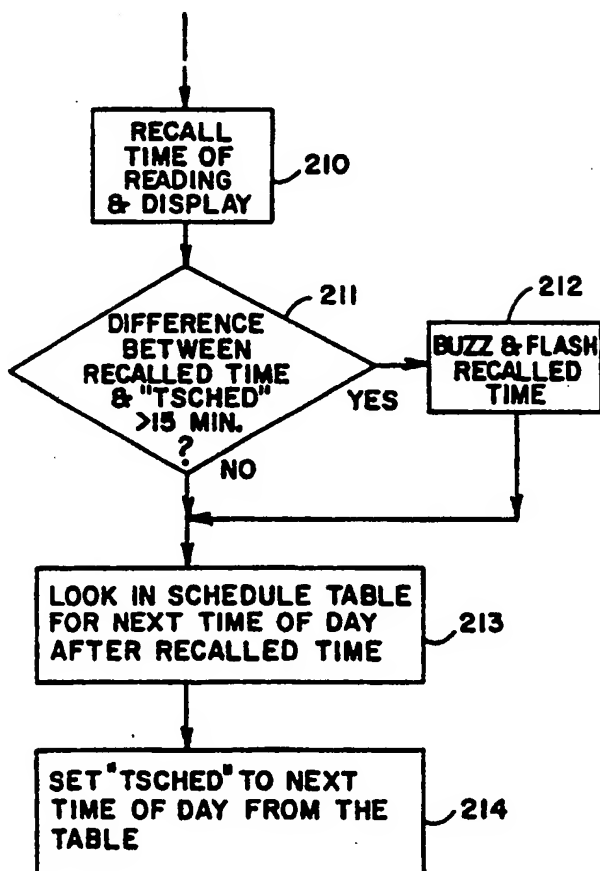 RECALL
TIME OF
READING
& DISPLAY
210
211
DIFFERENCE
BETWEEN
RECALLED TIME
& "TSCHED"
>15 MIN.
?
YES
NO
212
BUZZ & FLASH
RECALLED
TIME
LOOK IN SCHEDULE TABLE
FOR NEXT TIME OF DAY
AFTER RECALLED TIME
213
SET "TSCHED" TO NEXT
TIME OF DAY FROM THE
TABLE
214